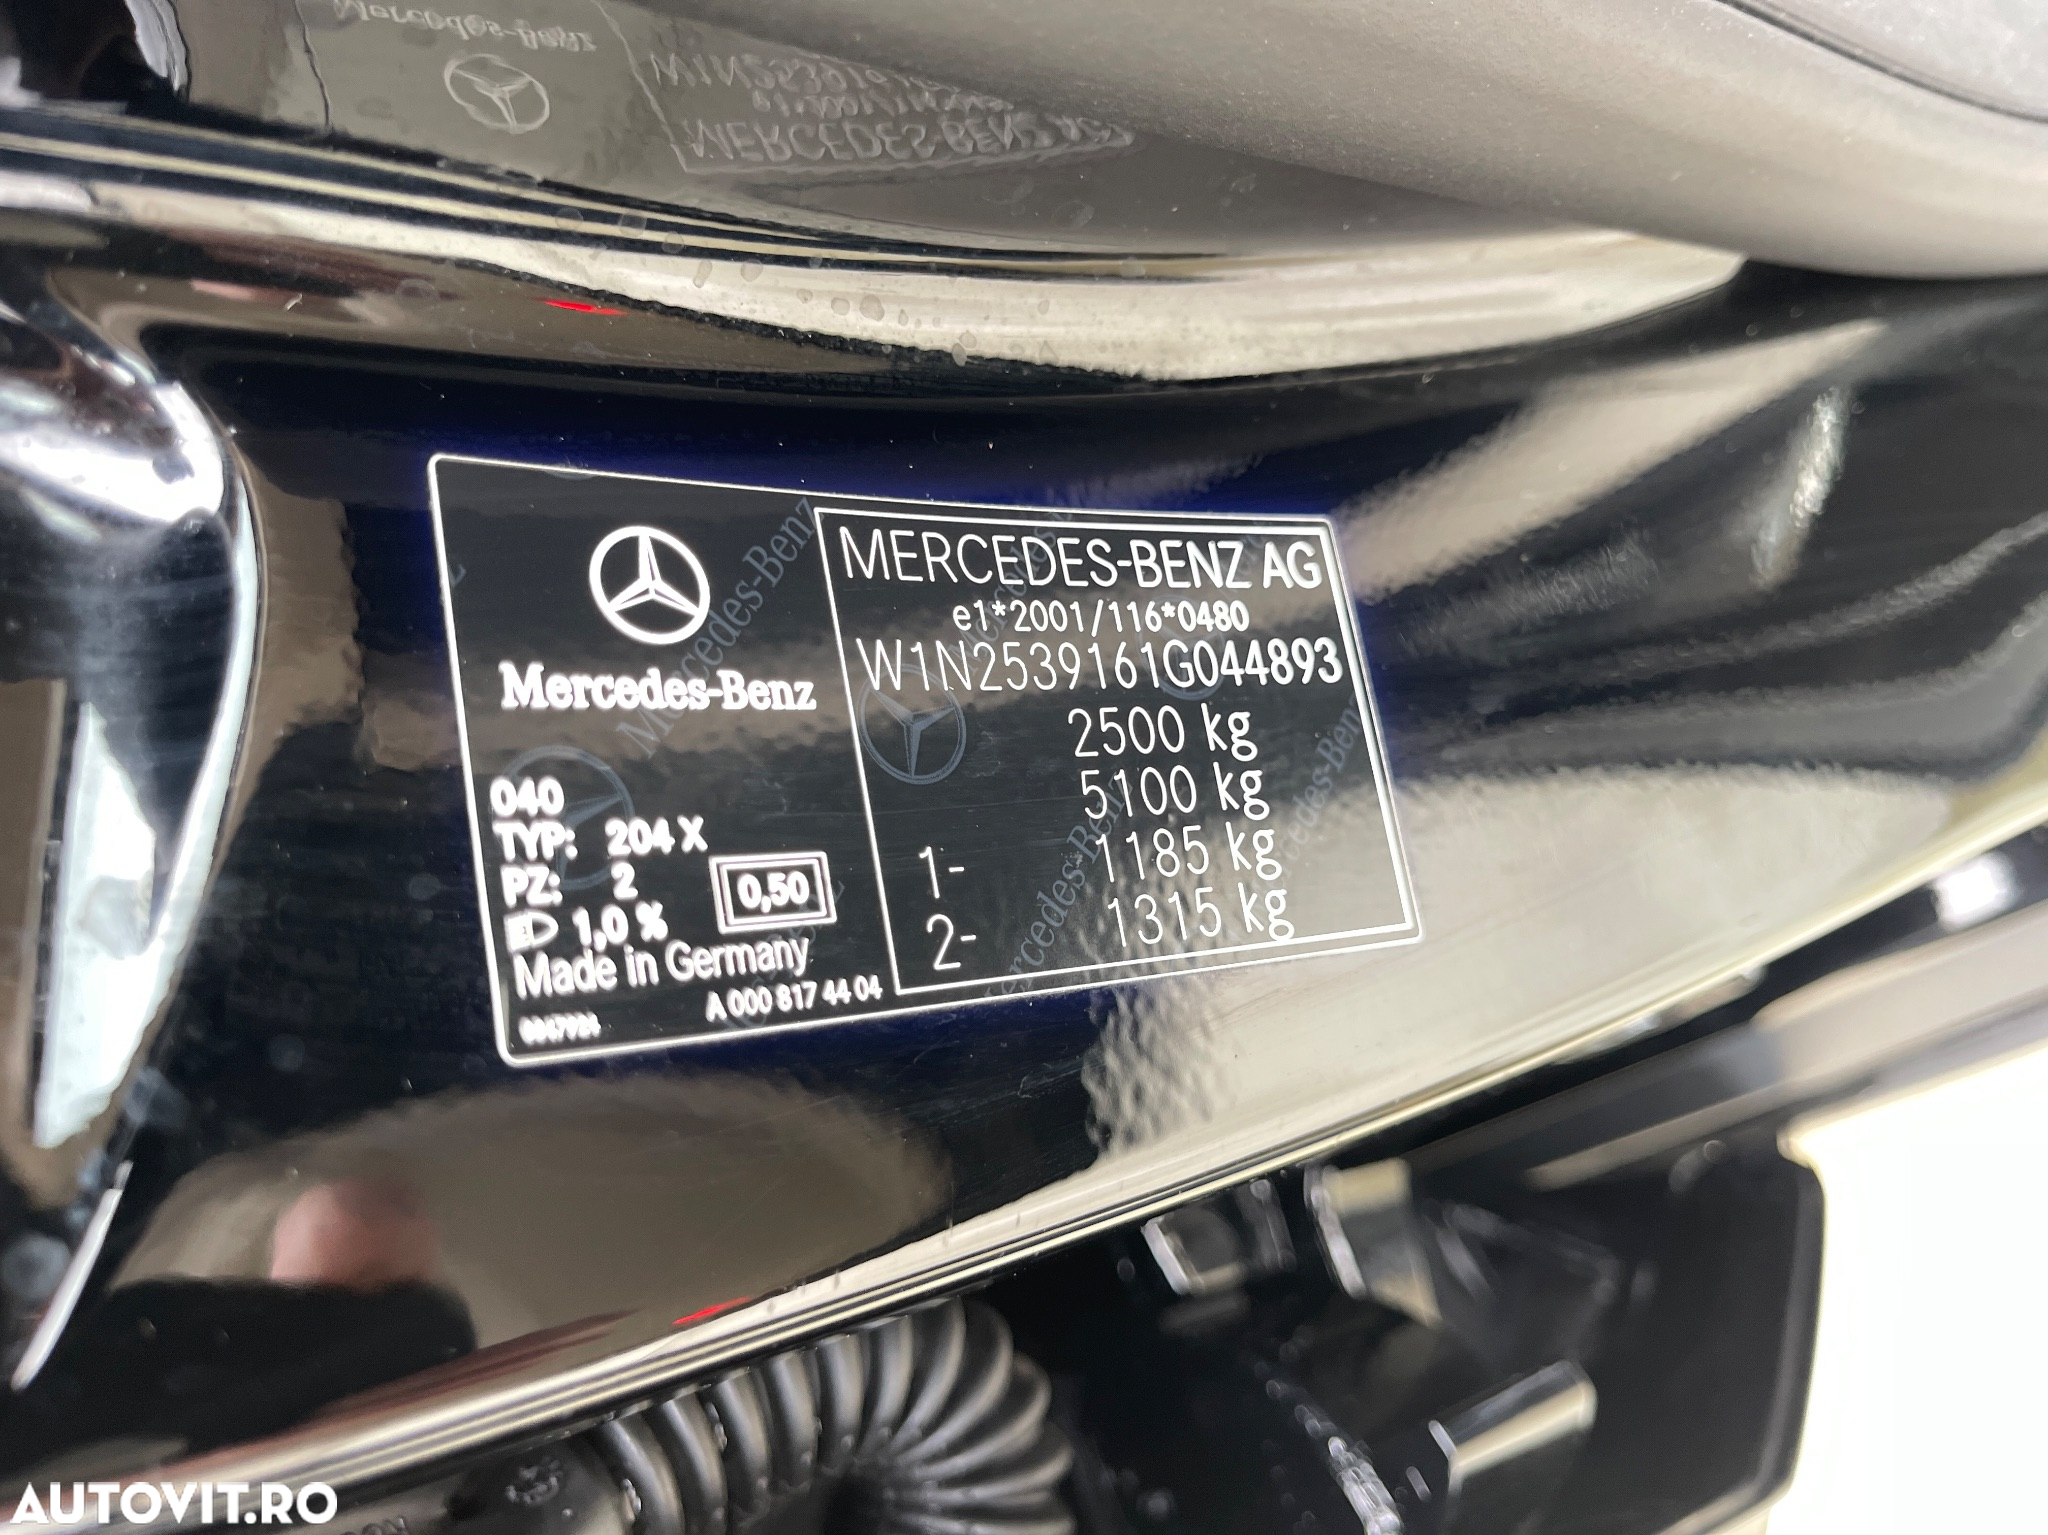 Mercedes-Benz
MERCEDES-BENZ AG
e1*2001/116*0480
W1N2539161G044893
2500 kg
5100 kg
1- 1185 kg
2- 1315 kg
040
TYP: 204 X
PZ: 2
1,0 %
0,50
Made in Germany
A 000 817 44 04
AUTOVIT.RO